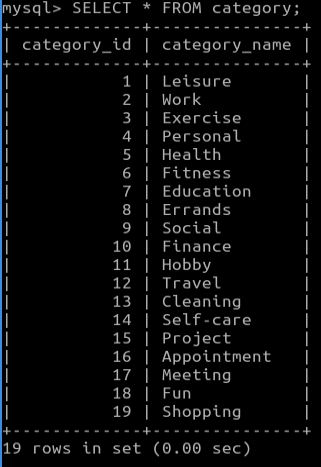 mysql> SELECT * FROM category;
+-------------+---------------+
| category_id | category_name |
+-------------+---------------+
|           1 | Leisure       |
|           2 | Work          |
|           3 | Exercise      |
|           4 | Personal      |
|           5 | Health        |
|           6 | Fitness       |
|           7 | Education     |
|           8 | Errands       |
|           9 | Social        |
|          10 | Finance       |
|          11 | Hobby         |
|          12 | Travel        |
|          13 | Cleaning      |
|          14 | Self-care     |
|          15 | Project       |
|          16 | Appointment   |
|          17 | Meeting       |
|          18 | Fun           |
|          19 | Shopping      |
+-------------+---------------+
19 rows in set (0.00 sec)